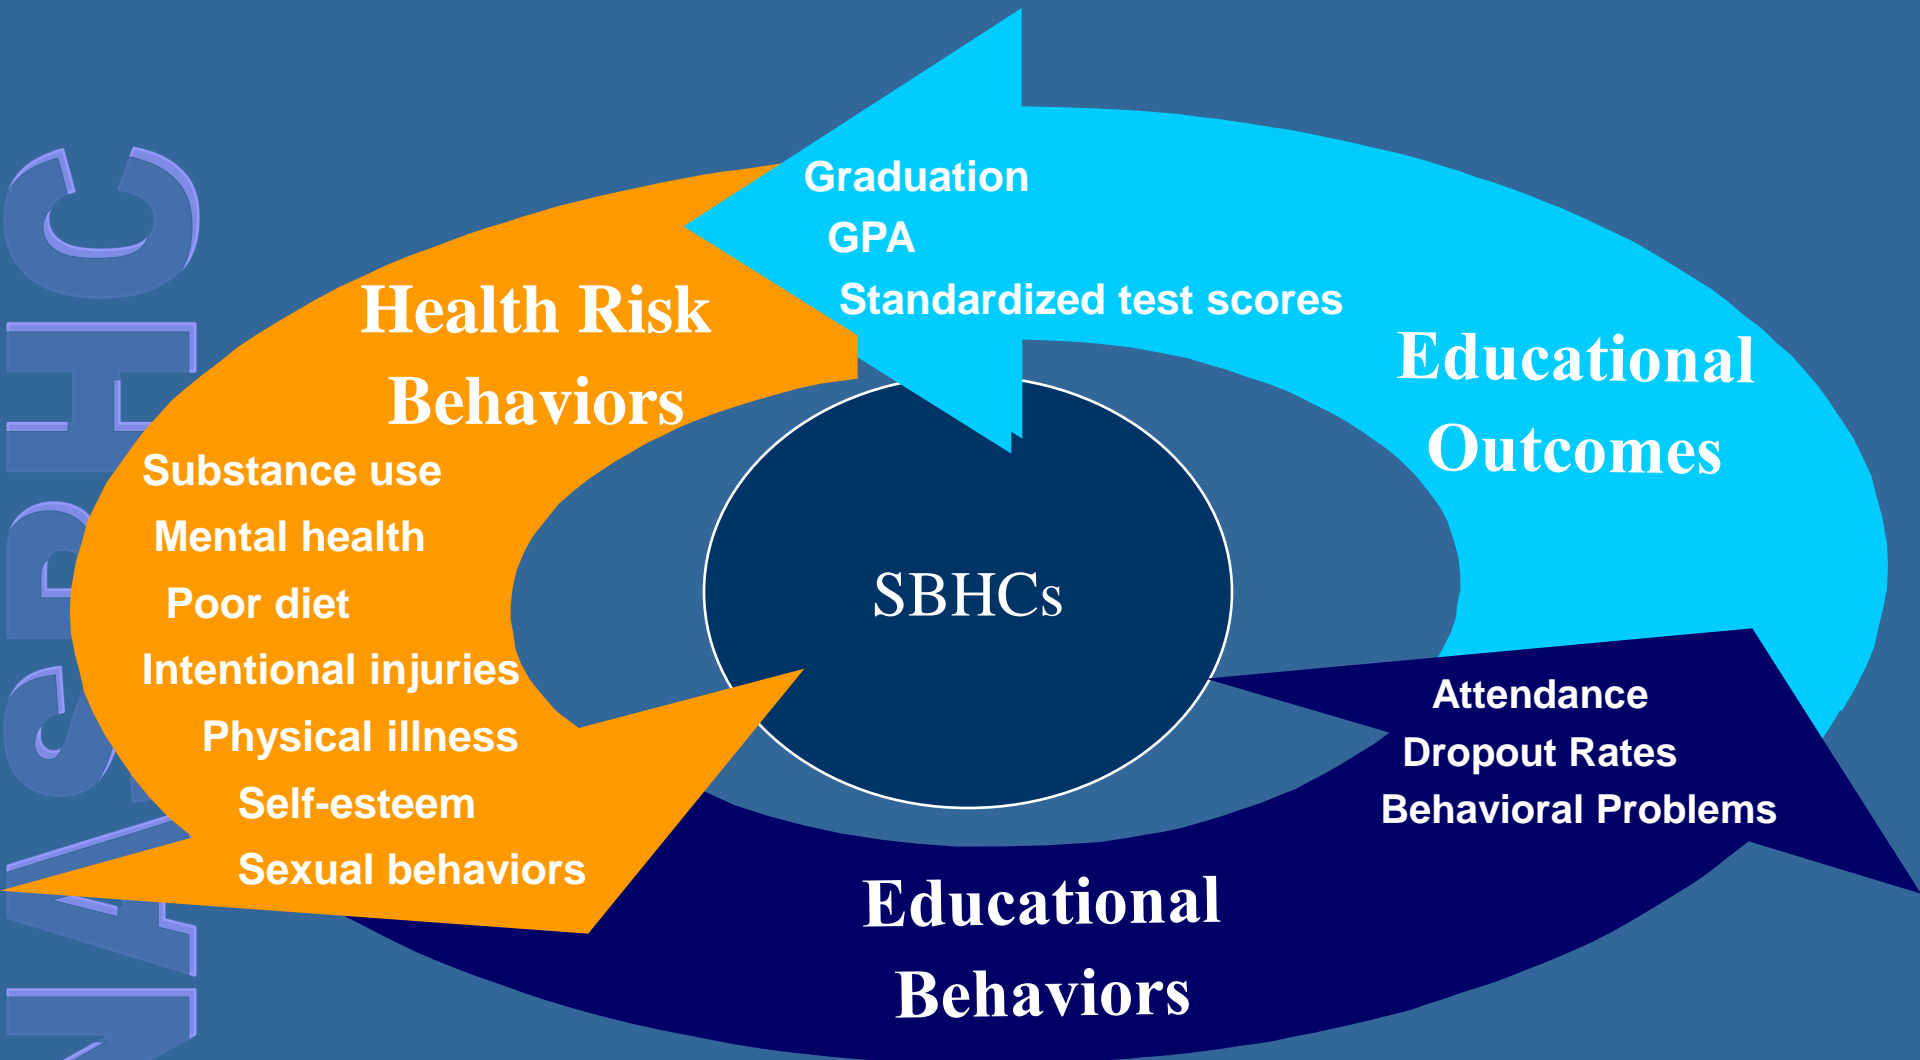 NASBHC
Graduation
GPA
Standardized test scores
Health Risk
Behaviors
Educational
Outcomes
Substance use
Mental health
Poor diet
Intentional injuries
Physical illness
Self-esteem
Sexual behaviors
SBHCs
Attendance
Dropout Rates
Behavioral Problems
Educational
Behaviors